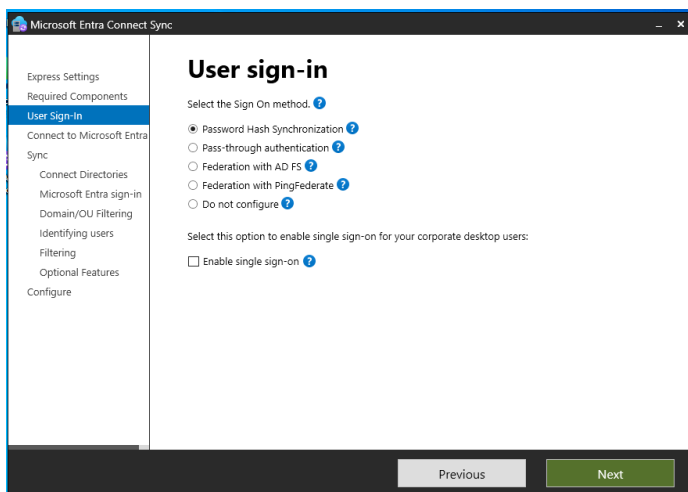 Microsoft Entra Connect Sync
Express Settings
Required Components
User Sign-In
Connect to Microsoft Entra
Sync
Connect Directories
Microsoft Entra sign-in
Domain/OU Filtering
Identifying users
Filtering
Optional Features
Configure
User sign-in
Select the Sign On method. ?
Password Hash Synchronization ?
Pass-through authentication ?
Federation with AD FS ?
Federation with PingFederate ?
Do not configure ?
Select this option to enable single sign-on for your corporate desktop users:
Enable single sign-on ?
Previous
Next